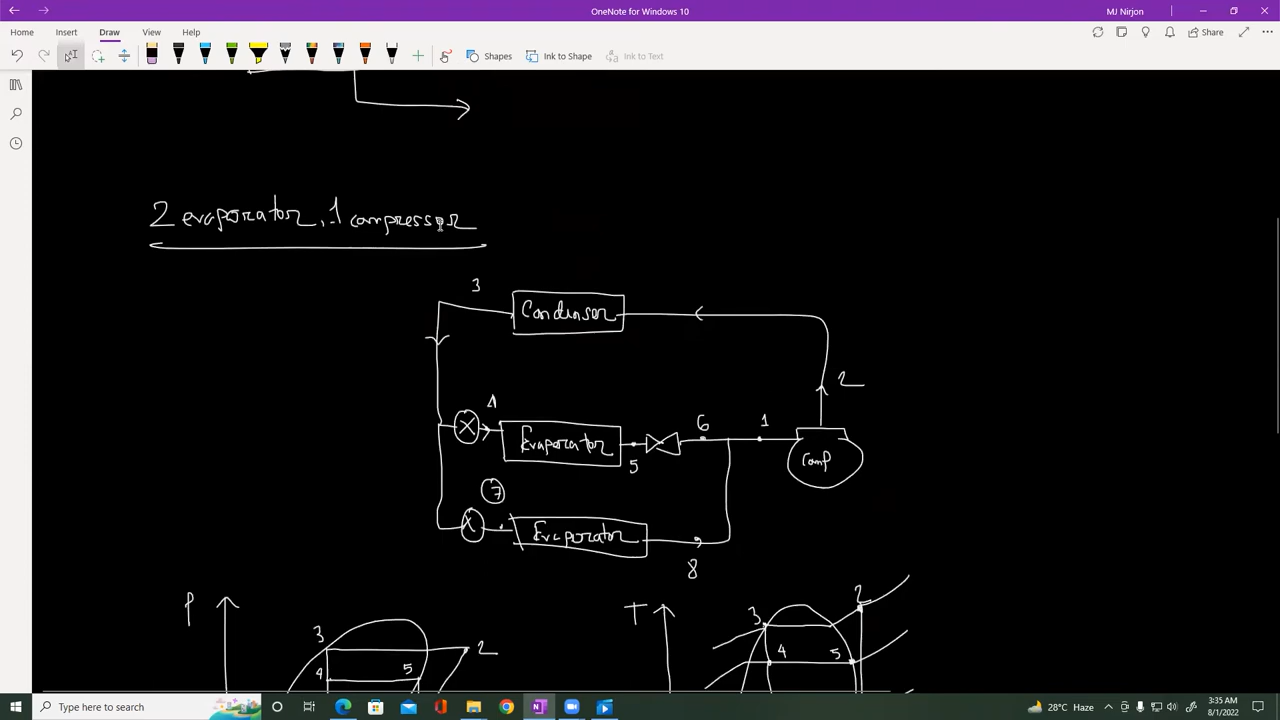 OneNote for Windows 10
MJ Nirjon
Home Insert Draw View Help
Share
Shapes Ink to Shape Ink to Text
2 evaporator, 1 compressor
3
Condensor
2
4
6
1
Evaporator
5
Comp
7
Evaporator
8
P
3
2
4
5
T
3
2
4
5
Type here to search
28°C Haze
3:35 AM
8/1/2022